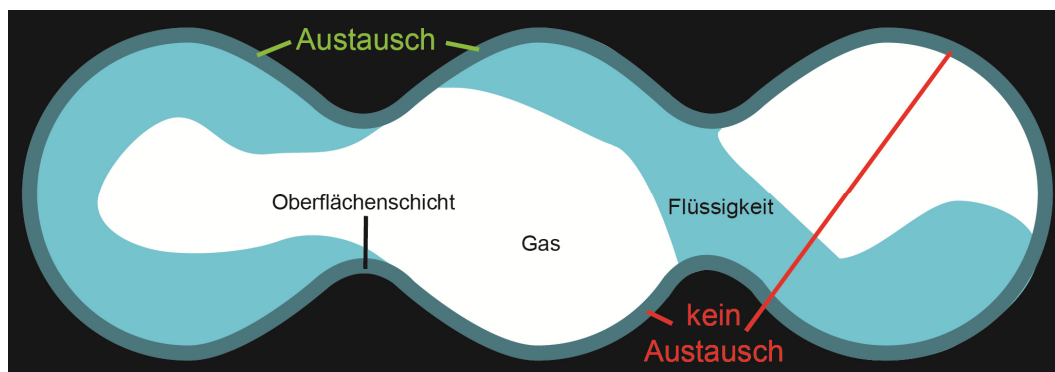 Austausch
Oberflächenschicht
Flüssigkeit
Gas
kein
Austausch